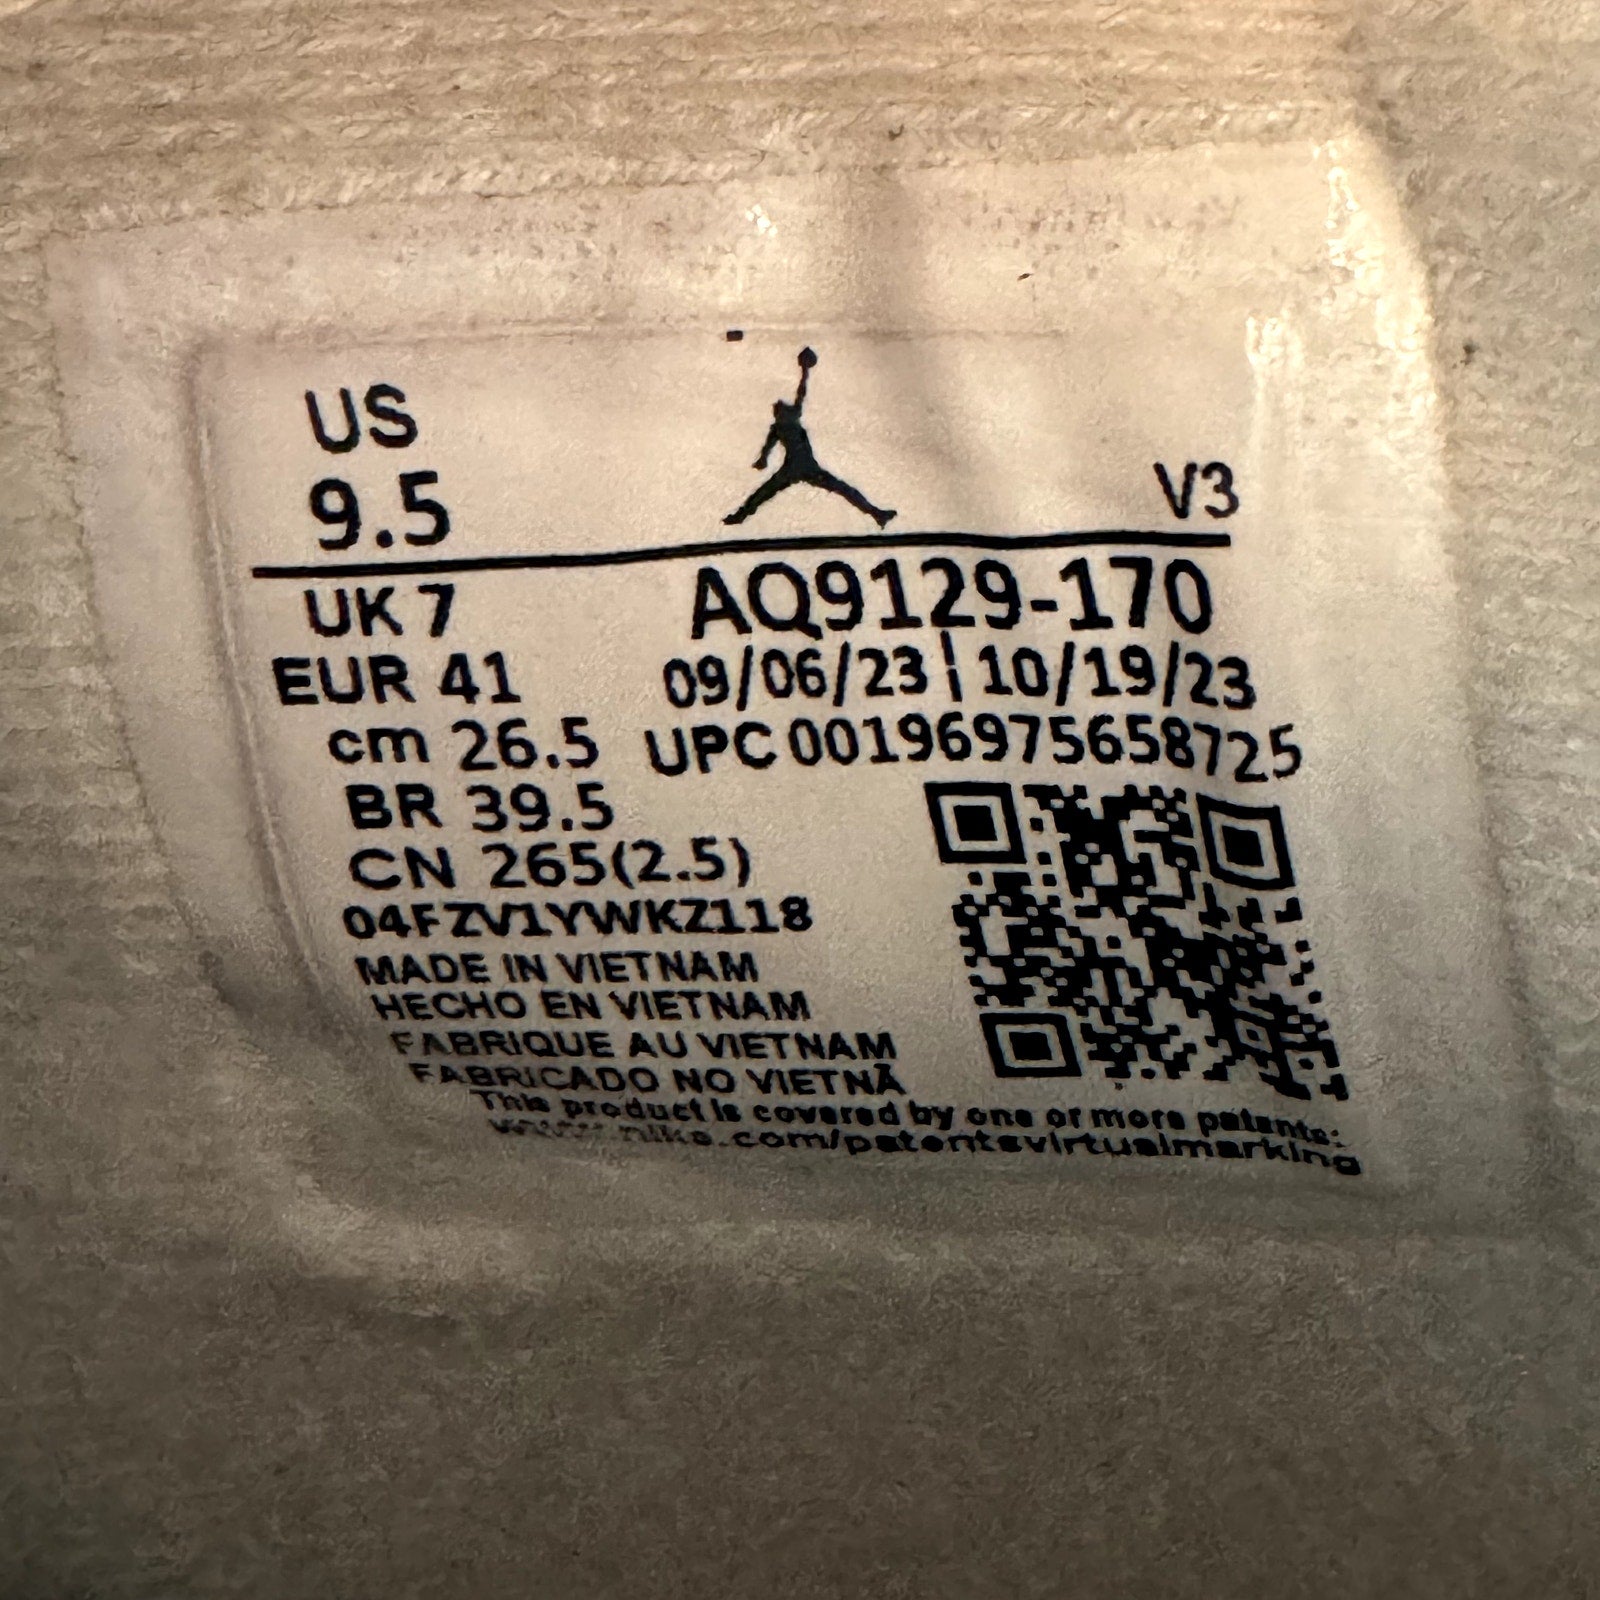 US
9.5
V3
UK 7
AQ9129-170
EUR 41
09/06/23 | 10/19/23
cm 26.5
UPC 00196975658725
BR 39.5
CN 265(2.5)
04FZV1YWKZ118
MADE IN VIETNAM
HECHO EN VIETNAM
FABRIQUE AU VIETNAM
FABRICADO NO VIETNÃ
This product is covered by one or more patents:
www.nike.com/patentsvirtualmarking